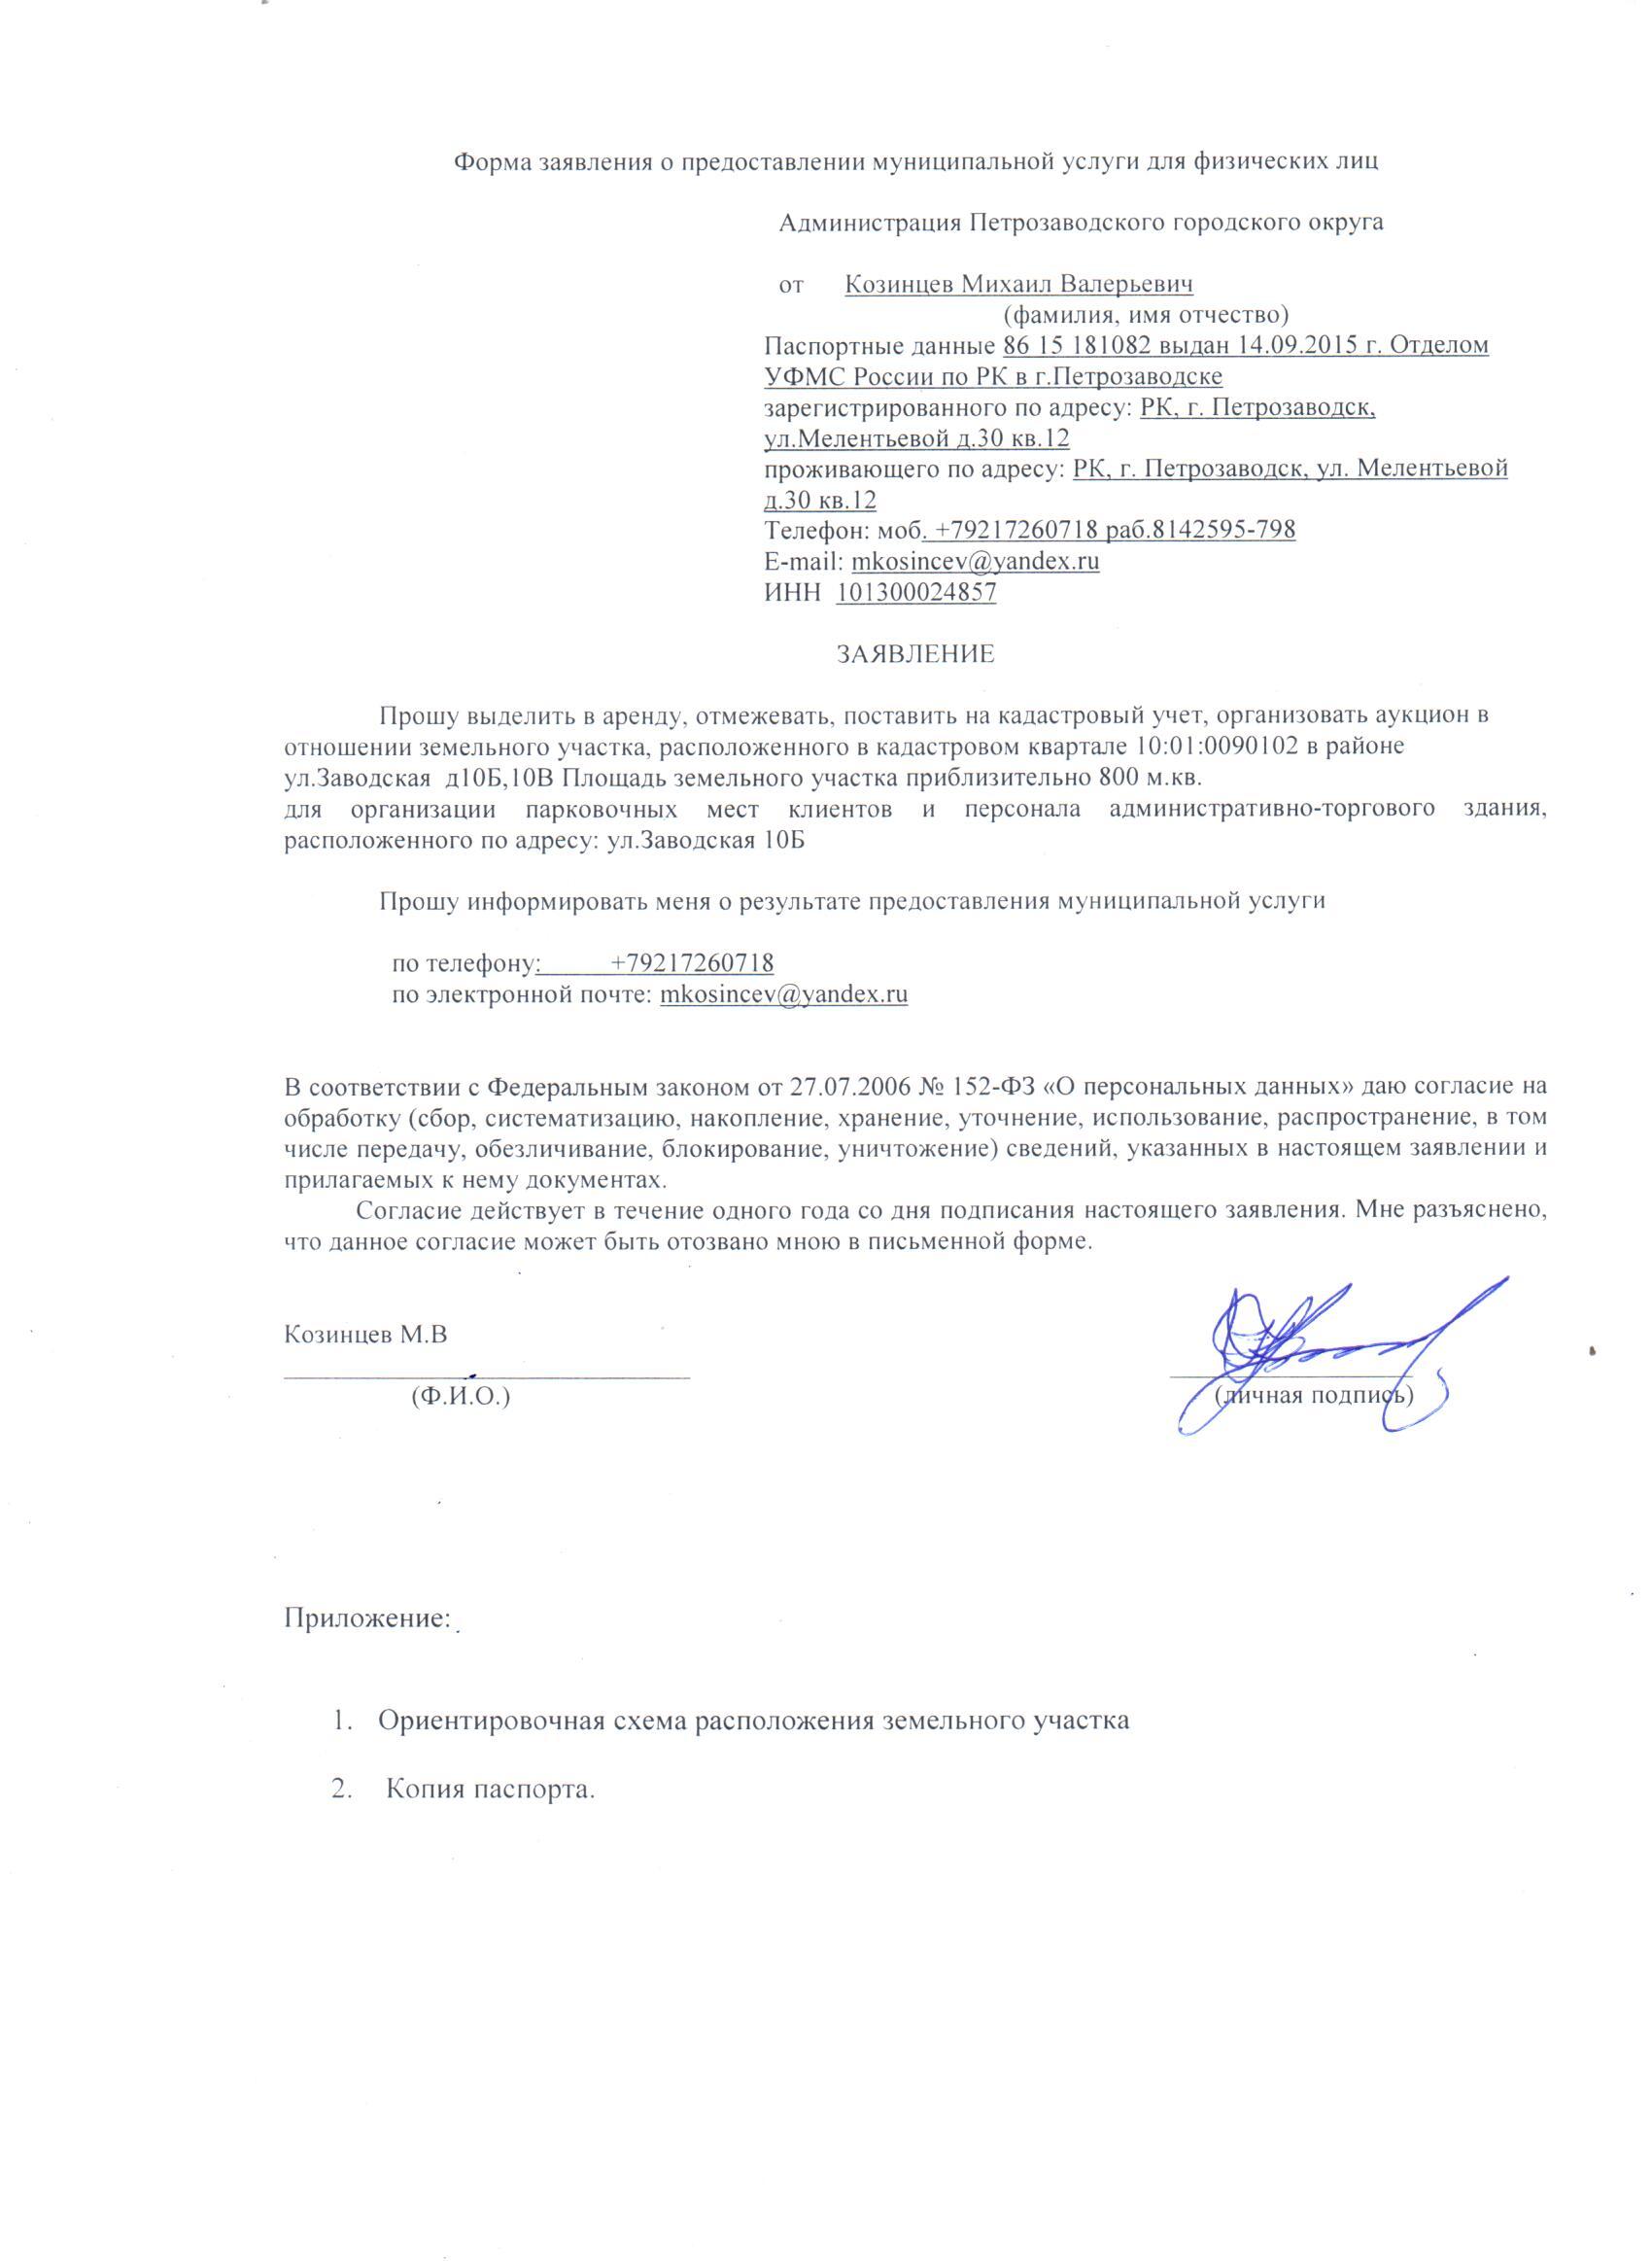 Форма заявления о предоставлении муниципальной услуги для физических лиц
Администрация Петрозаводского городского округа
от Козинцев Михаил Валерьевич
(фамилия, имя отчество)
Паспортные данные 86 15 181082 выдан 14.09.2015 г. Отделом
УФМС России по РК в г.Петрозаводске
зарегистрированного по адресу: РК, г. Петрозаводск,
ул.Мелентьевой д.30 кв.12
проживающего по адресу: РК, г. Петрозаводск, ул. Мелентьевой
д.30 кв.12
Телефон: моб. +79217260718 раб.8142595-798
E-mail: mkosincev@yandex.ru
ИНН 101300024857
ЗАЯВЛЕНИЕ
Прошу выделить в аренду, отмежевать, поставить на кадастровый учет, организовать аукцион в
отношении земельного участка, расположенного в кадастровом квартале 10:01:0090102 в районе
ул.Заводская д10Б,10В Площадь земельного участка приблизительно 800 м.кв.
для организации парковочных мест клиентов и персонала административно-торгового здания,
расположенного по адресу: ул.Заводская 10Б
Прошу информировать меня о результате предоставления муниципальной услуги
по телефону: +79217260718
по электронной почте: mkosincev@yandex.ru
В соответствии с Федеральным законом от 27.07.2006 № 152-ФЗ «О персональных данных» даю согласие на
обработку (сбор, систематизацию, накопление, хранение, уточнение, использование, распространение, в том
числе передачу, обезличивание, блокирование, уничтожение) сведений, указанных в настоящем заявлении и
прилагаемых к нему документах.
Согласие действует в течение одного года со дня подписания настоящего заявления. Мне разъяснено,
что данное согласие может быть отозвано мною в письменной форме.
Козинцев М.В
(Ф.И.О.) (личная подпись)
Приложение:
1. Ориентировочная схема расположения земельного участка
2. Копия паспорта.